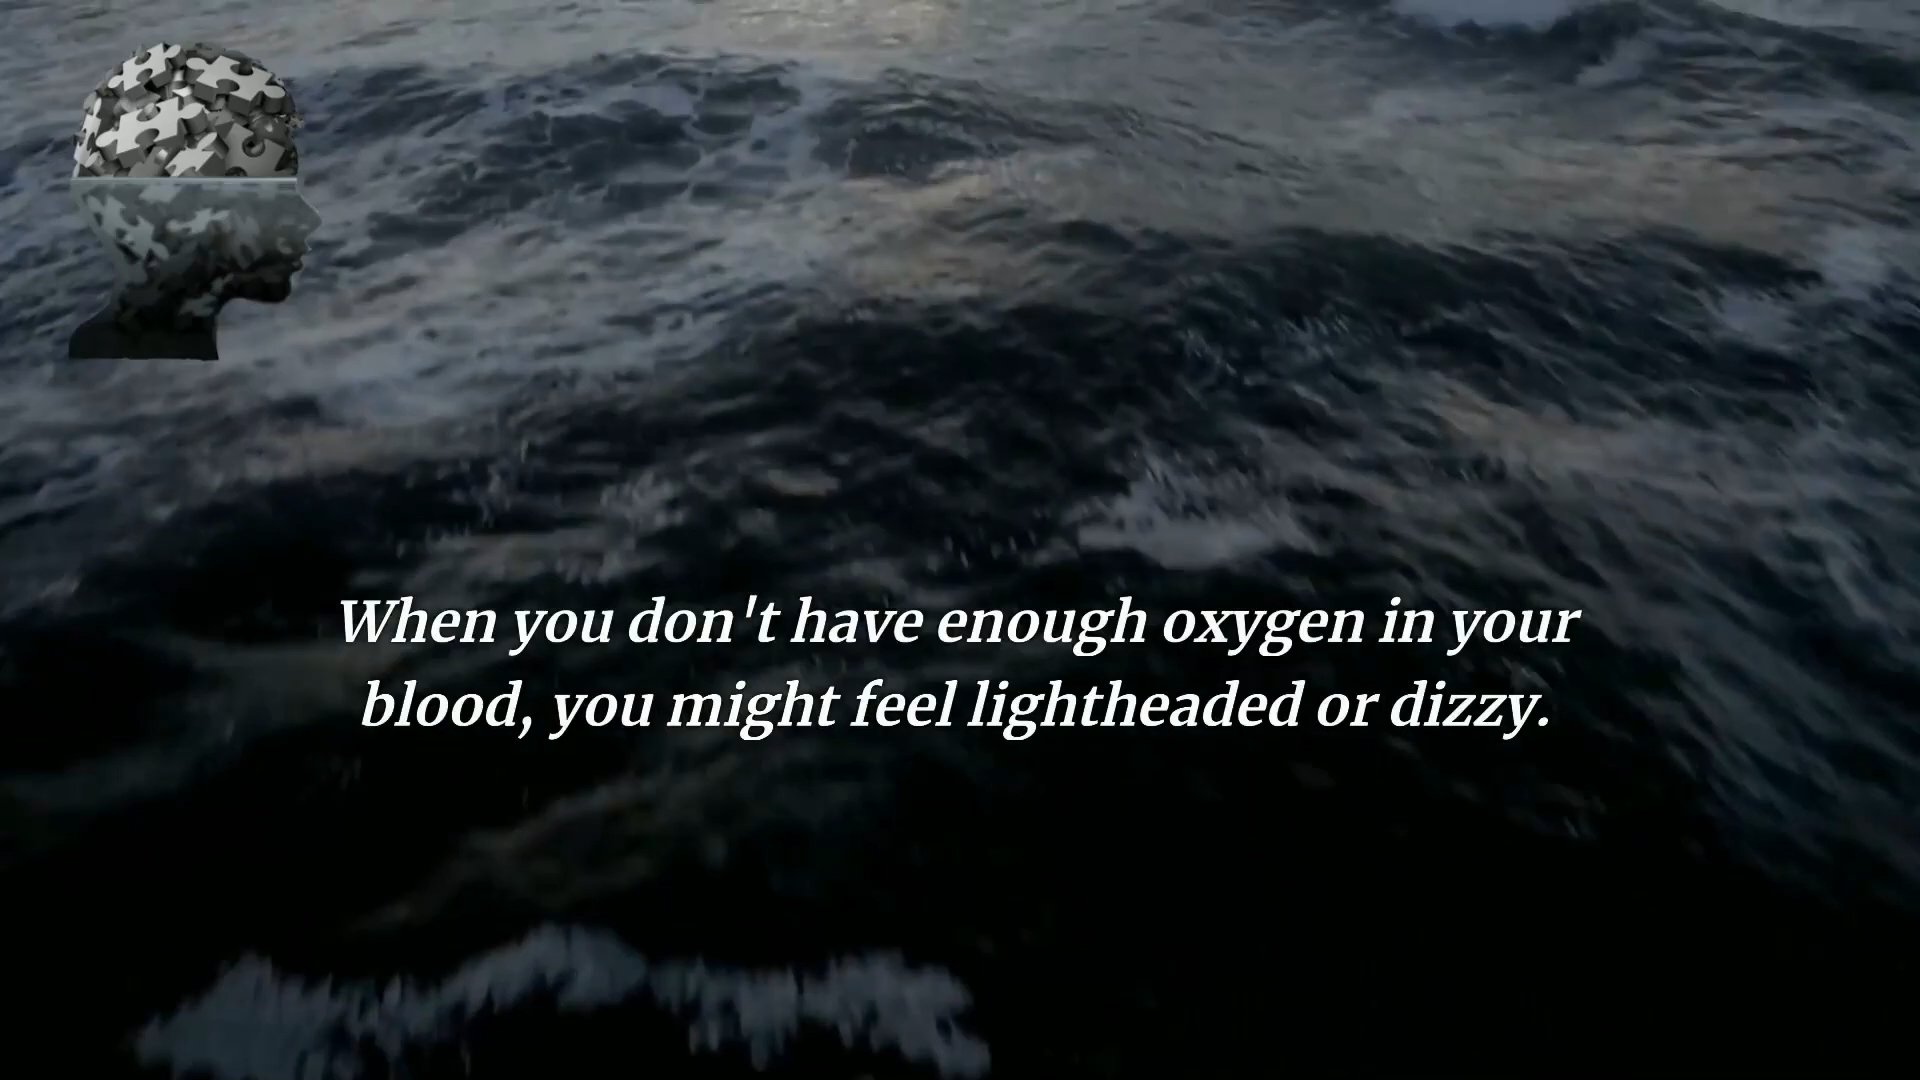 When you don't have enough oxygen in your
blood, you might feel lightheaded or dizzy.